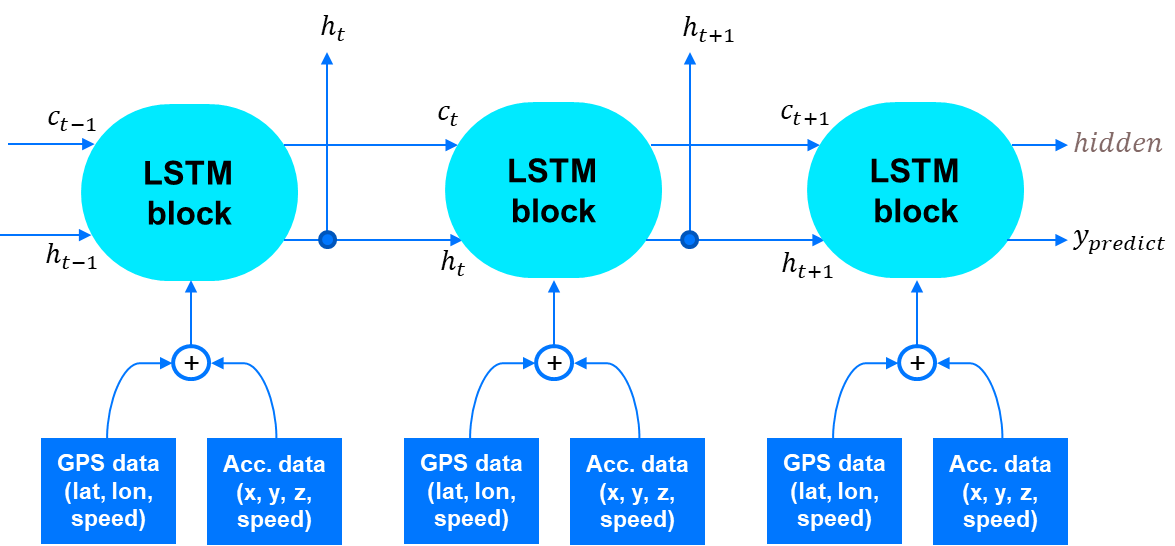 h_t
h_{t+1}
c_{t−1}
c_t
c_{t+1}
hidden
LSTM
block
LSTM
block
LSTM
block
h_{t−1}
h_t
h_{t+1}
y_{predict}
+
+
+
GPS data
(lat, lon,
speed)
Acc. data
(x, y, z,
speed)
GPS data
(lat, lon,
speed)
Acc. data
(x, y, z,
speed)
GPS data
(lat, lon,
speed)
Acc. data
(x, y, z,
speed)